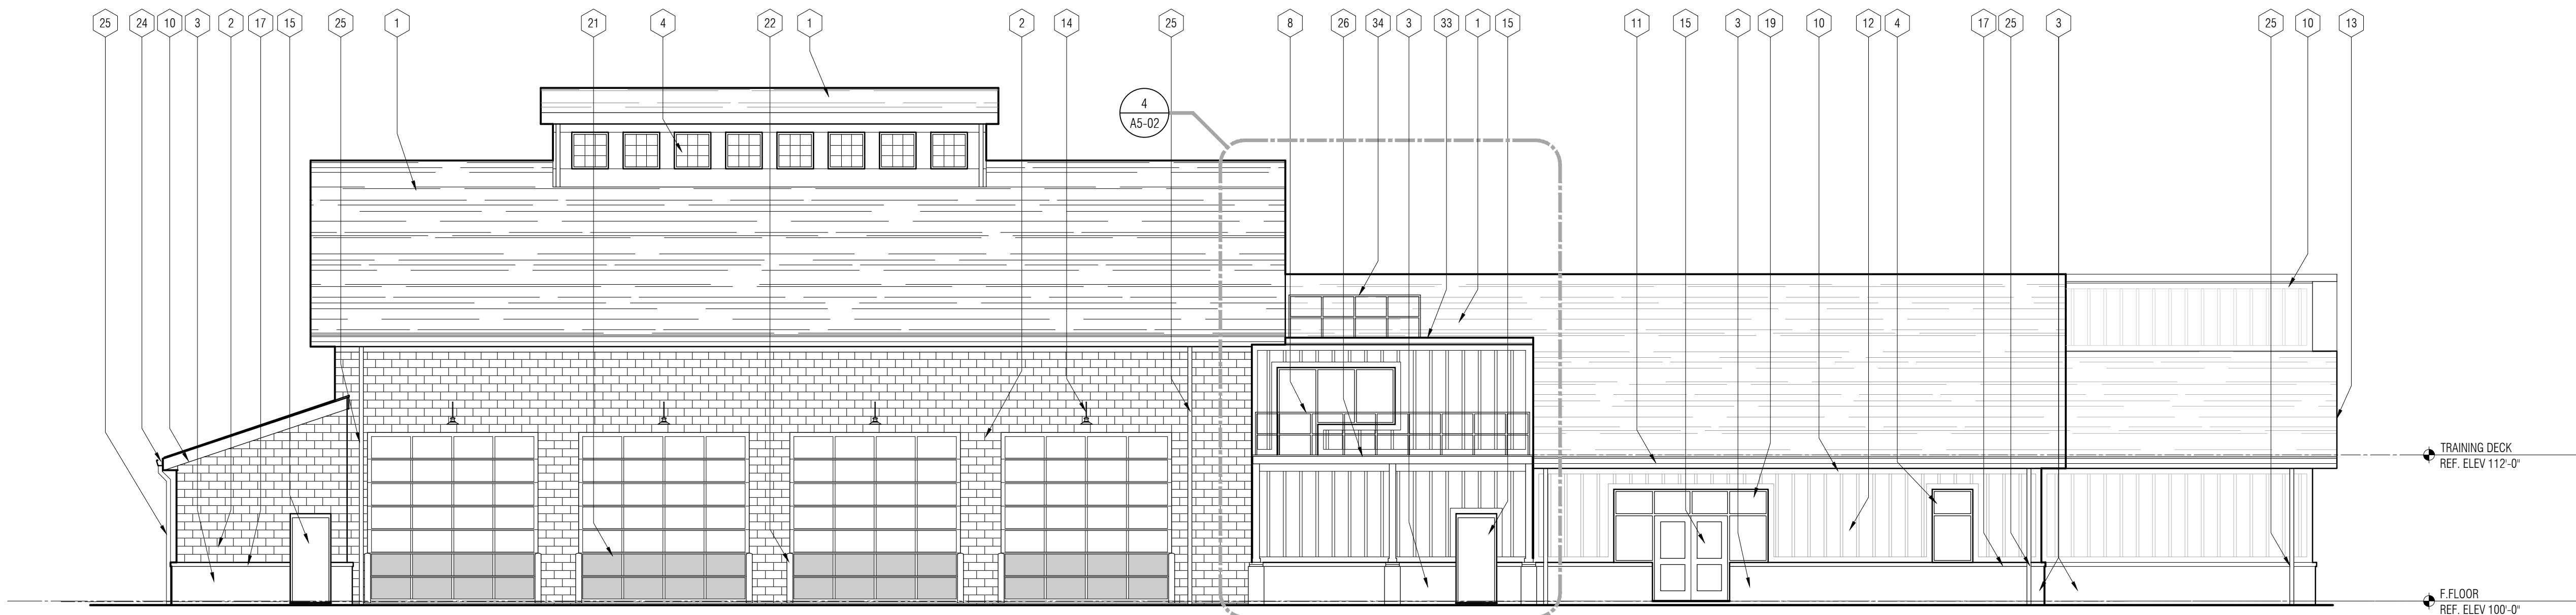 25 24 10 3 2 17 15 25 1 21 4 22 1 2 14 25 8 26 34 3 33 1 15 11 15 3 19 10 12 4 17 25 3 25 10 13
4
A5-02
TRAINING DECK
REF. ELEV 112'-0"
F.FLOOR
REF. ELEV 100'-0"